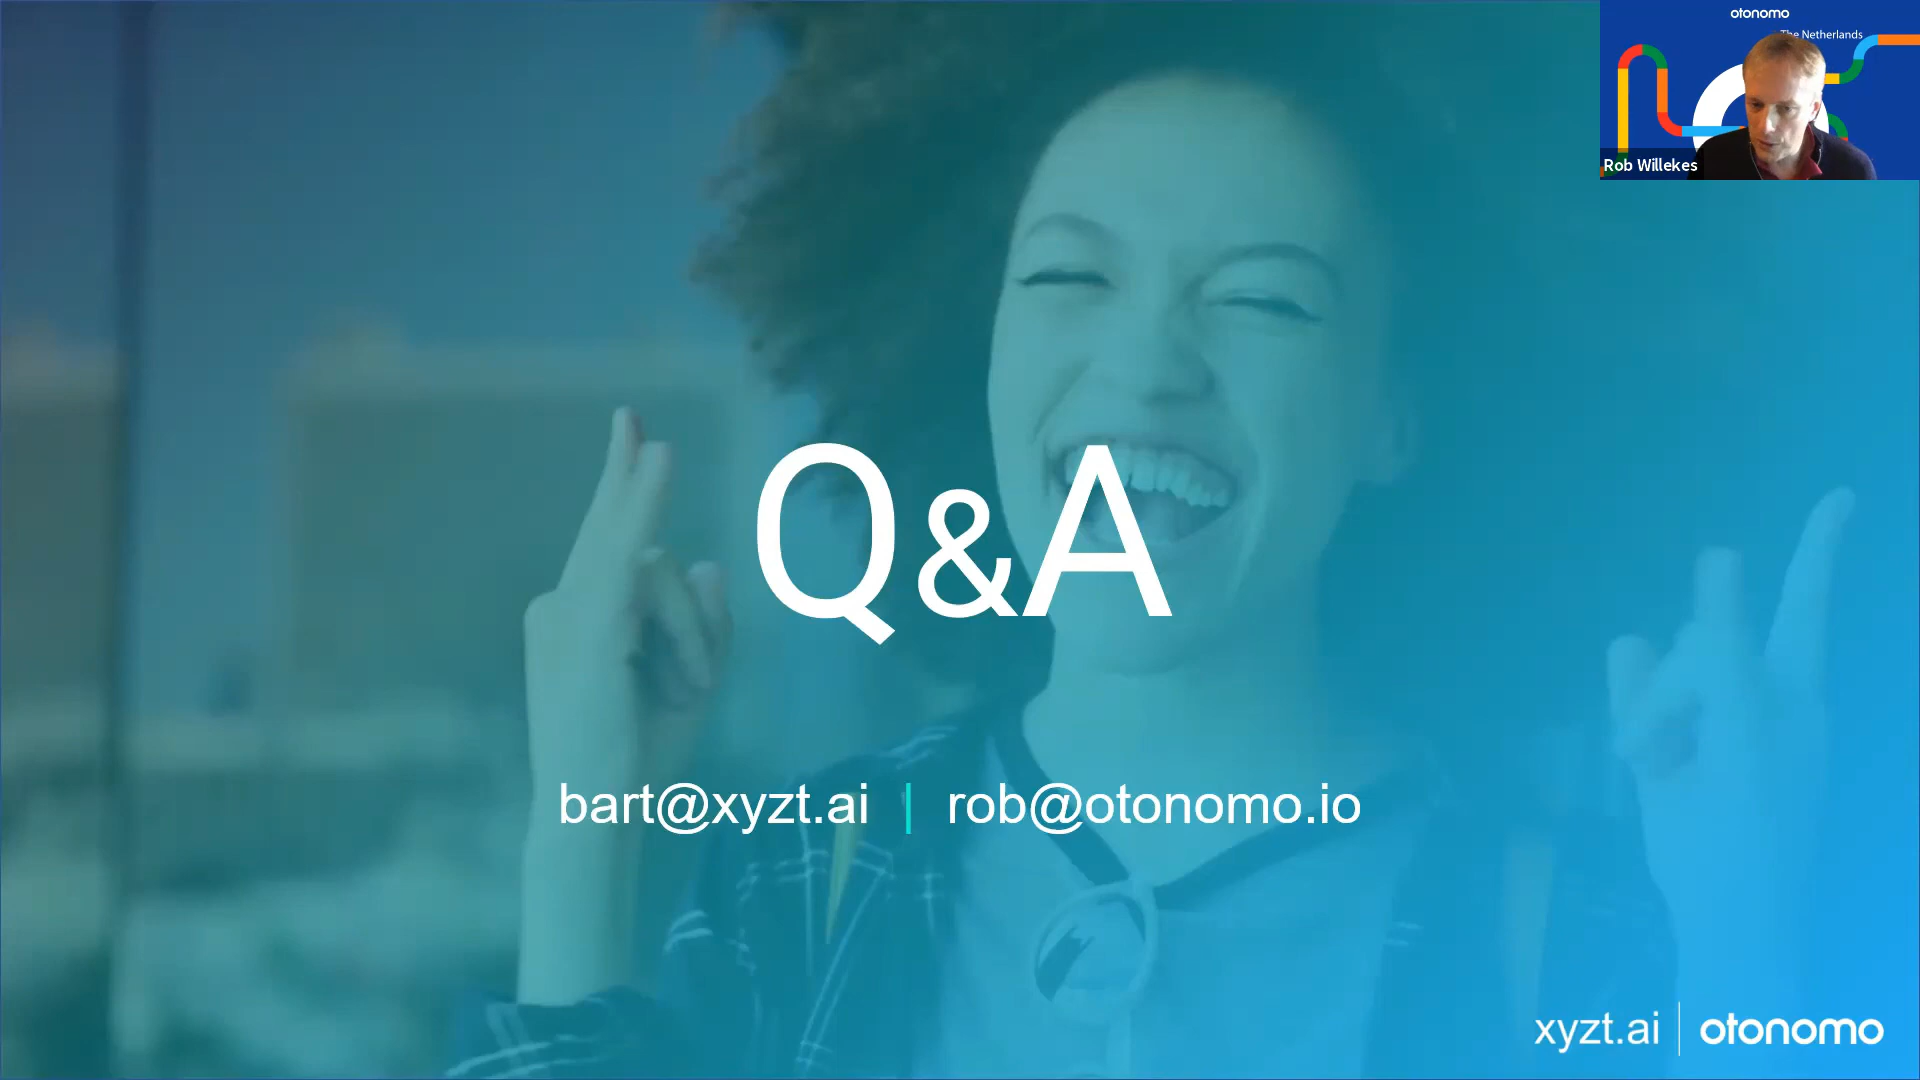 otonomo
The Netherlands
Rob Willekes
Q&A
bart@xyzt.ai | rob@otonomo.io
xyzt.ai | otonomo